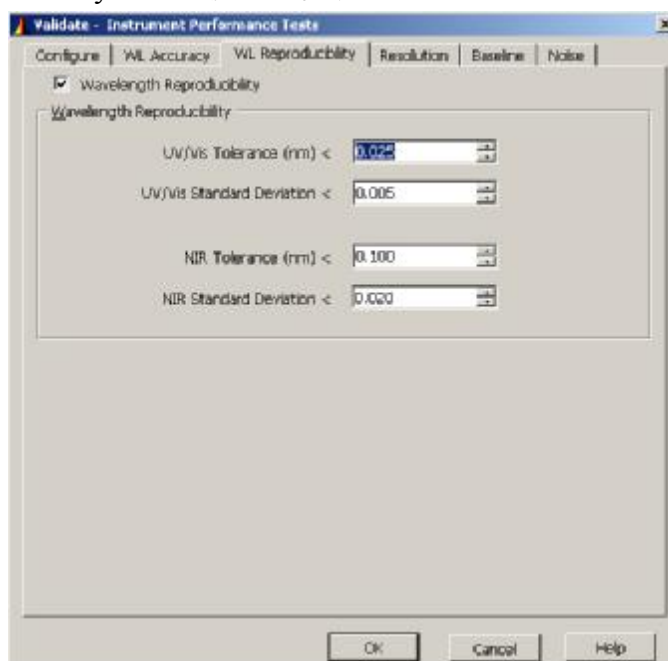 Validate - Instrument Performance Tests
Configure WL Accuracy WL Reproducibility Resolution Baseline Noise
Wavelength Reproducibility
Wavelength Reproducibility
UV/Vis Tolerance (nm) < 0.025
UV/Vis Standard Deviation < 0.005
NIR Tolerance (nm) < 0.100
NIR Standard Deviation < 0.020
OK Cancel Help